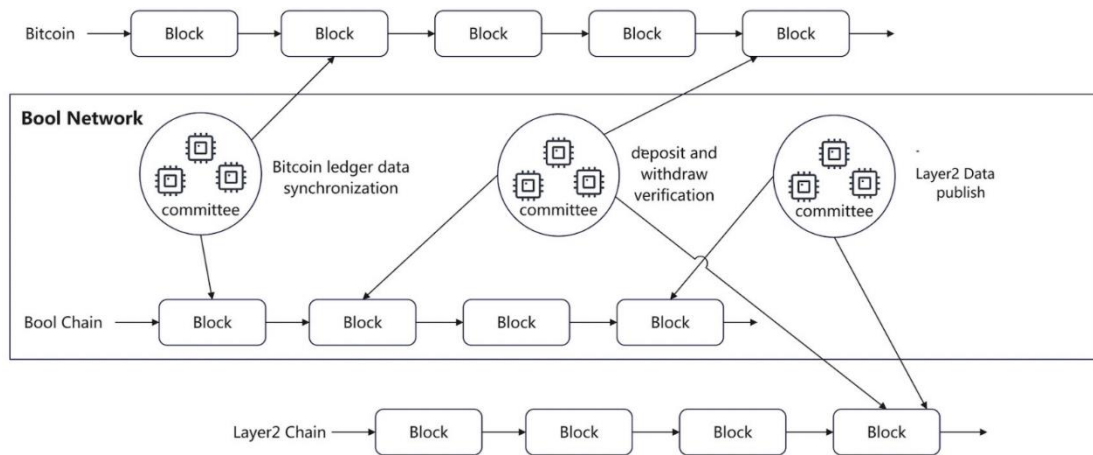 Bitcoin
Block
Block
Block
Block
Block
Bool Network
Bitcoin ledger data
synchronization
committee
deposit and
withdraw
verification
committee
Layer2 Data
publish
committee
Bool Chain
Block
Block
Block
Block
Layer2 Chain
Block
Block
Block
Block